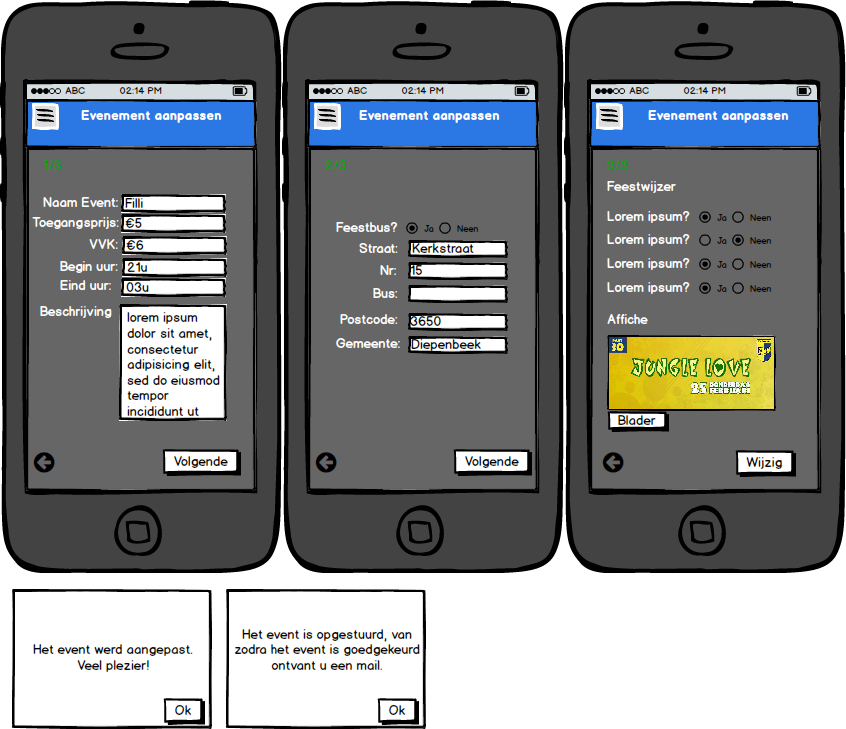 ABC 02:14 PM
Evenement aanpassen
1/3
Naam Event: Filli
Toegangsprijs: €5
VVK: €6
Begin uur: 21u
Eind uur: 03u
Beschrijving
lorem ipsum
dolor sit amet,
consectetur
adipisicing elit,
sed do eiusmod
tempor
incididunt ut
Volgende
ABC 02:14 PM
Evenement aanpassen
2/3
Feestbus? Ja Neen
Straat: Kerkstraat
Nr: 15
Bus:
Postcode: 3650
Gemeente: Diepenbeek
Volgende
ABC 02:14 PM
Evenement aanpassen
3/3
Feestwijzer
Lorem ipsum? Ja Neen
Lorem ipsum? Ja Neen
Lorem ipsum? Ja Neen
Lorem ipsum? Ja Neen
Affiche
JUNGLE LOVE
25 DONDERDAG
FEBRUARI
Blader
Wijzig
Het event werd aangepast.
Veel plezier!
Ok
Het event is opgestuurd, van
zodra het event is goedgekeurd
ontvant u een mail.
Ok